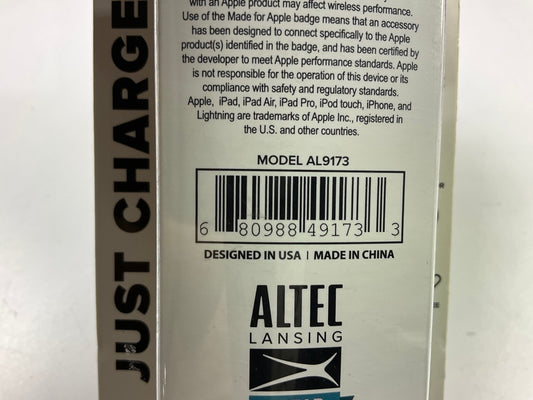 with an Apple product may affect wireless performance.
Use of the Made for Apple badge means that an accessory
has been designed to connect specifically to the Apple
product(s) identified in the badge, and has been certified by
the developer to meet Apple performance standards. Apple
is not responsible for the operation of this device or its
compliance with safety and regulatory standards.
Apple, iPad, iPad Air, iPad Pro, iPod touch, iPhone, and
Lightning are trademarks of Apple Inc., registered in
the U.S. and other countries.
MODEL AL9173
6 80988 49173 3
DESIGNED IN USA | MADE IN CHINA
ALTEC
LANSING
JUST CHARGE